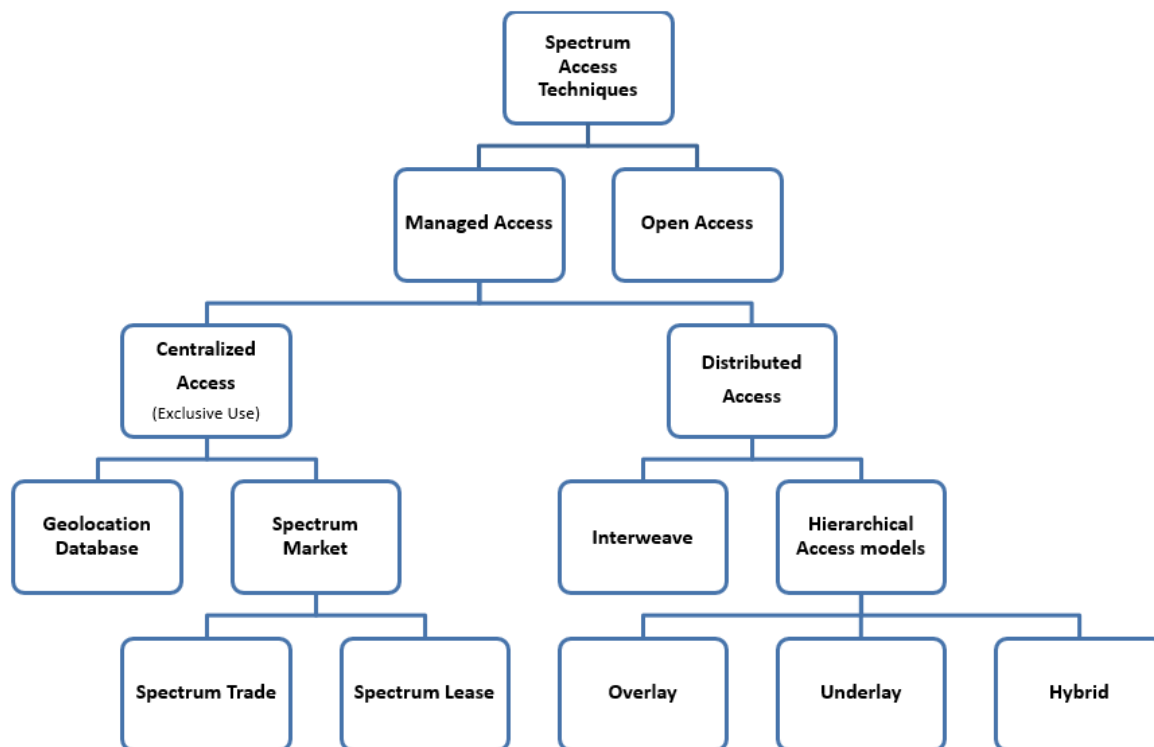 Spectrum
Access
Techniques
Managed Access
Open Access
Centralized
Access
(Exclusive Use)
Distributed
Access
Geolocation
Database
Spectrum
Market
Interweave
Hierarchical
Access models
Spectrum Trade
Spectrum Lease
Overlay
Underlay
Hybrid